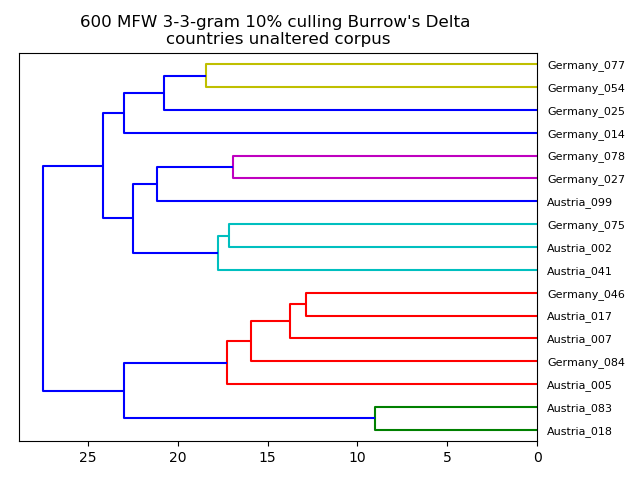 600 MFW 3-3-gram 10% culling Burrow's Delta
countries unaltered corpus
Germany_077
Germany_054
Germany_025
Germany_014
Germany_078
Germany_027
Austria_099
Germany_075
Austria_002
Austria_041
Germany_046
Austria_017
Austria_007
Germany_084
Austria_005
Austria_083
Austria_018
25 20 15 10 5 0